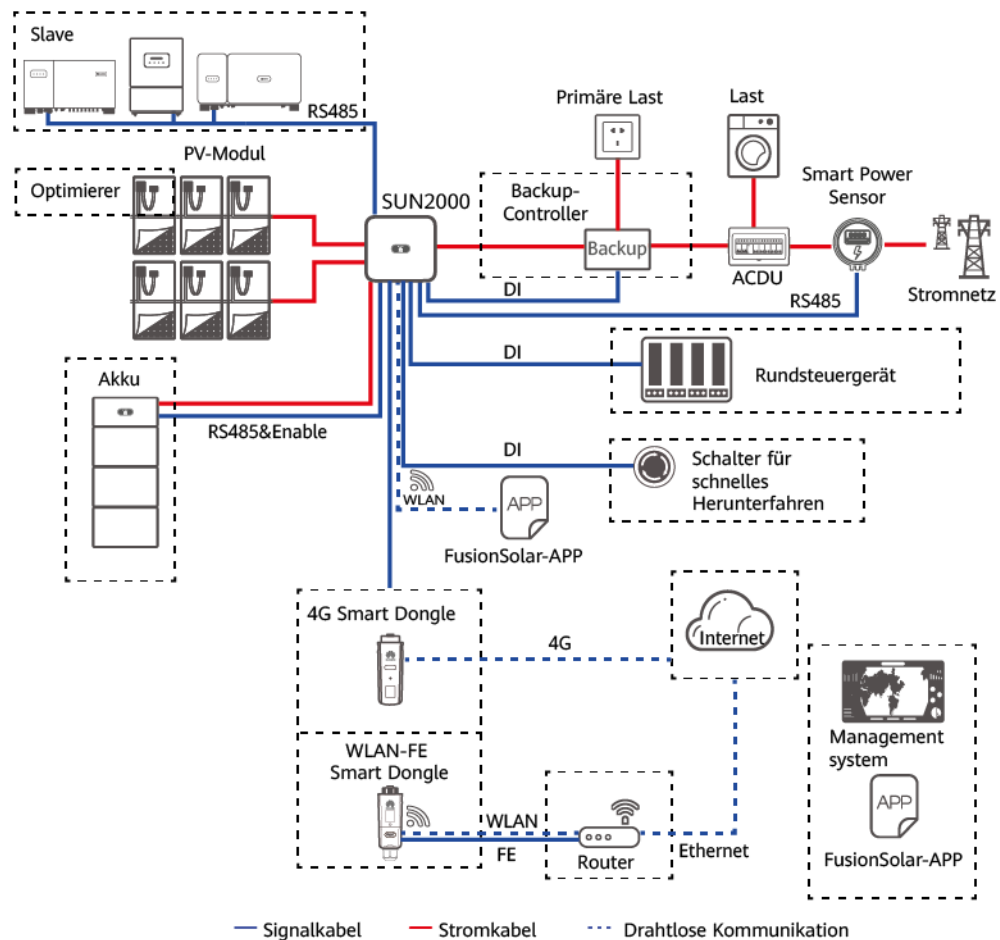 Slave
RS485
PV-Modul
Optimierer
SUN2000
Primäre Last
Last
Backup-
Controller
Backup
Smart Power
Sensor
ACDU
Stromnetz
DI
RS485
DI
Rundsteuergerät
Akku
RS485&Enable
DI
Schalter für
schnelles
Herunterfahren
WLAN
APP
FusionSolar-APP
4G Smart Dongle
4G
Internet
WLAN-FE
Smart Dongle
WLAN
FE
Router
Ethernet
Management
system
APP
FusionSolar-APP
Signalkabel
Stromkabel
Drahtlose Kommunikation